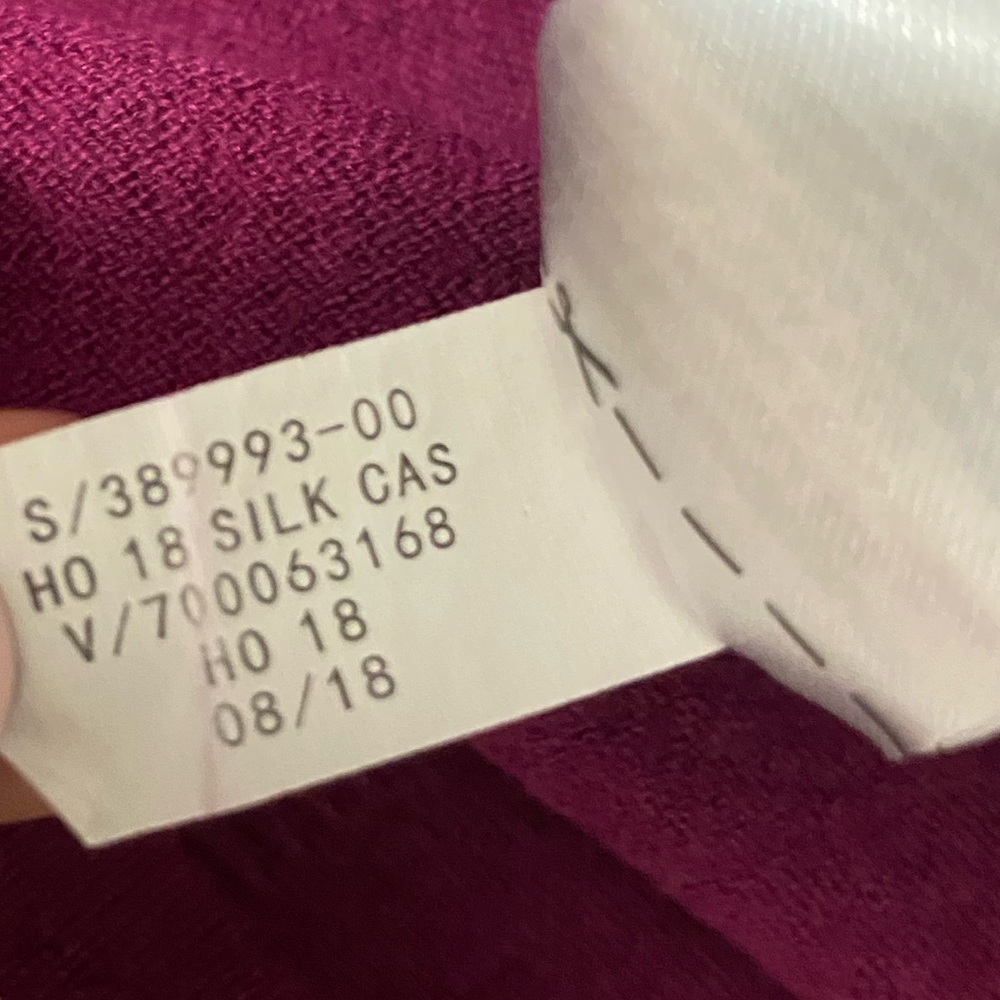 S/389993-00
HO 18 SILK CAS
V/700063168
HO 18
08/18